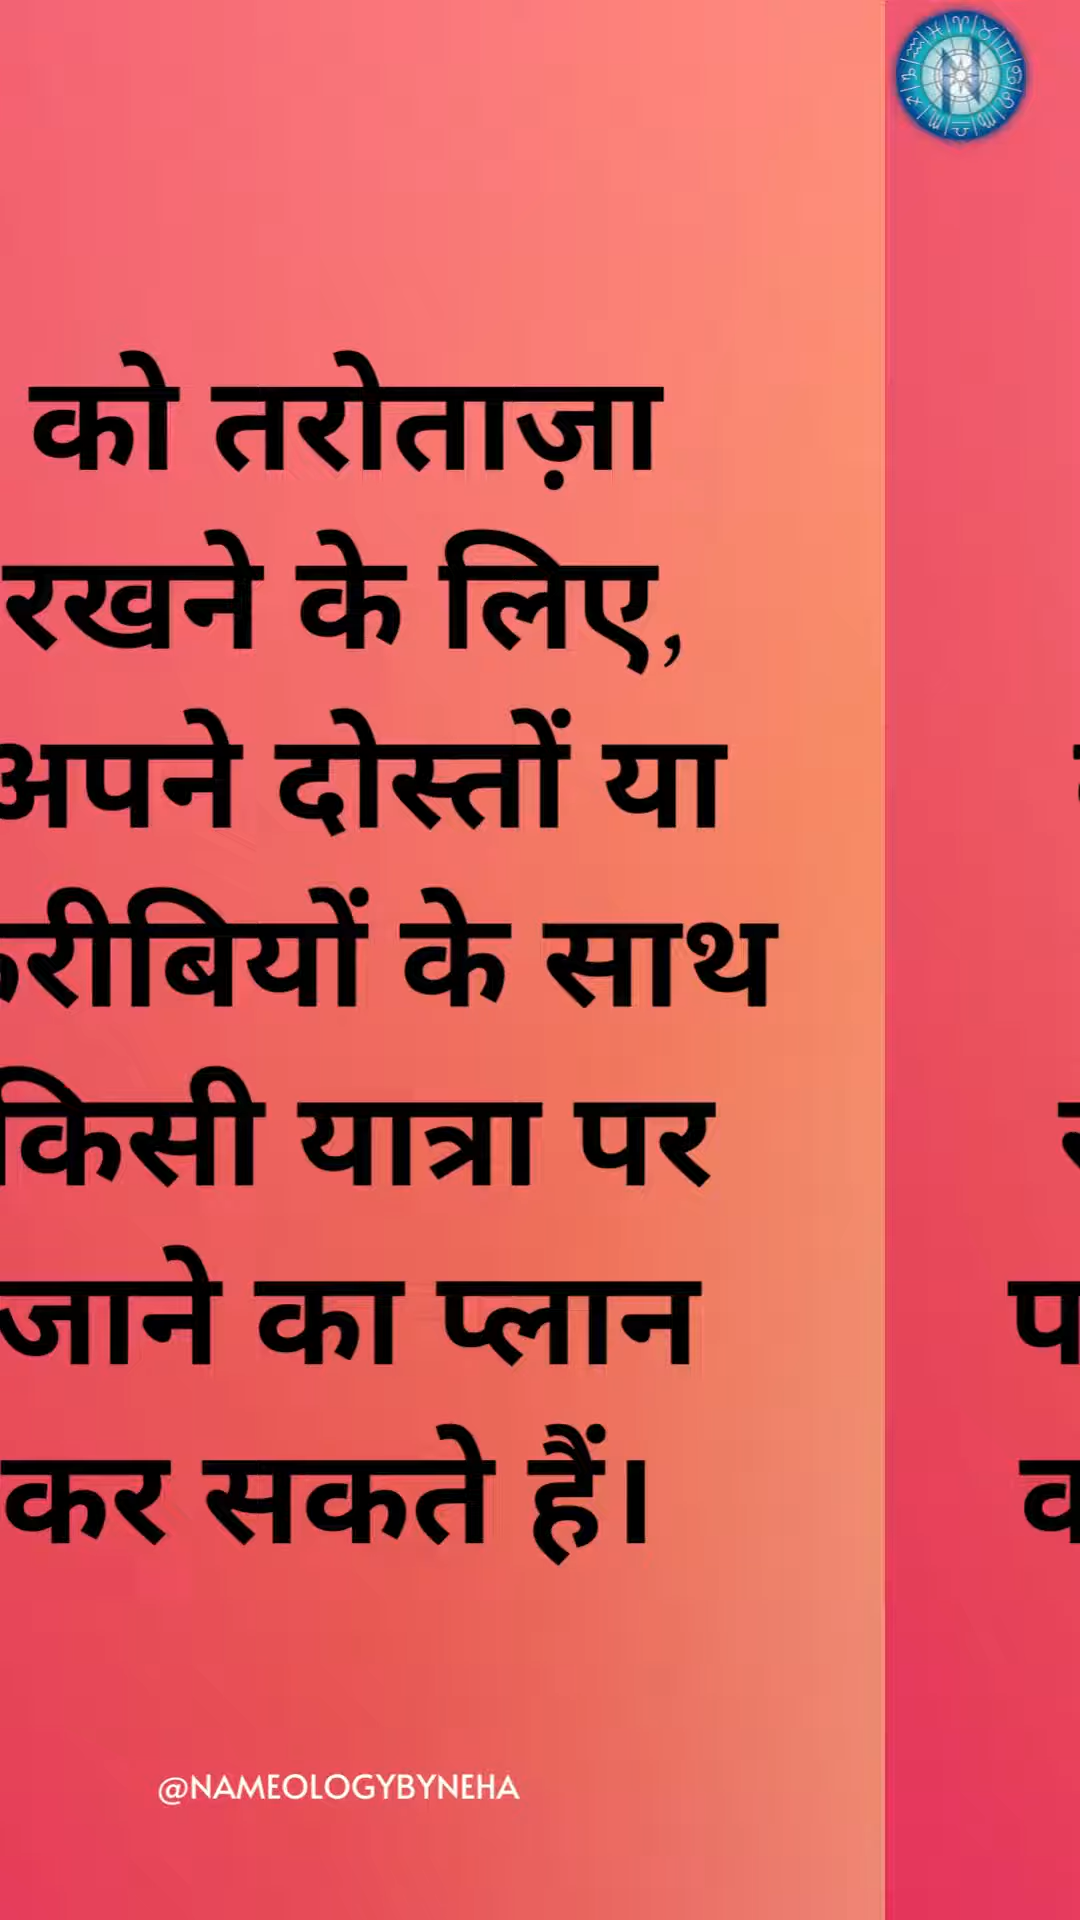 को तरोताज़ा
रखने के लिए,
अपने दोस्तों या
के साथ
किसी यात्रा पर
जाने का प्लान
कर सकते हैं।
@NAMEOLOGYBYNEHA